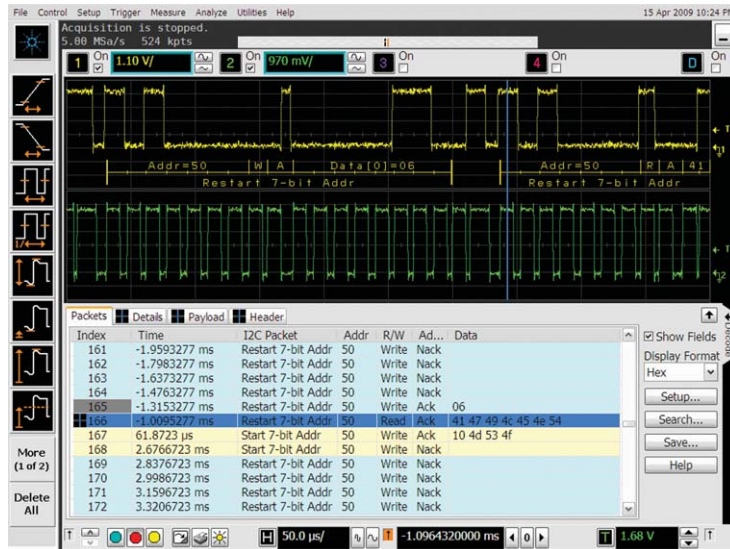 File Control Setup Trigger Measure Analyze Utilities Help 15 Apr 2009 10:24 PM
Acquisition is stopped.
5.00 MSa/s 524 kpts
1 On 1.10 V/ 2 On 970 mV/ 3 On 4 On D On
Addr=50 W A Data[0]=06 Addr=50 R A 41
Restart 7-bit Addr Restart 7-bit Addr
Packets Details Payload Header
Index Time I2C Packet Addr R/W Ad... Data
161 -1.9593277 ms Restart 7-bit Addr 50 Write Nack
162 -1.7983277 ms Restart 7-bit Addr 50 Write Nack
163 -1.6373277 ms Restart 7-bit Addr 50 Write Nack
164 -1.4763277 ms Restart 7-bit Addr 50 Write Nack
165 -1.3153277 ms Restart 7-bit Addr 50 Write Ack 06
166 -1.0095277 ms Restart 7-bit Addr 50 Read Ack 41 47 49 4c 45 4e 54
167 61.8723 µs Start 7-bit Addr 50 Write Ack 10 4d 53 4f
168 2.6766723 ms Start 7-bit Addr 50 Write Nack
169 2.8376723 ms Restart 7-bit Addr 50 Write Nack
170 2.9986723 ms Restart 7-bit Addr 50 Write Nack
171 3.1596723 ms Restart 7-bit Addr 50 Write Nack
172 3.3206723 ms Restart 7-bit Addr 50 Write Nack
Decode
Show Fields
Display Format
Hex
Setup...
Search...
Save...
Help
More
(1 of 2)
Delete
All
H 50.0 µs/ -1.0964320000 ms 0 T 1.68 V